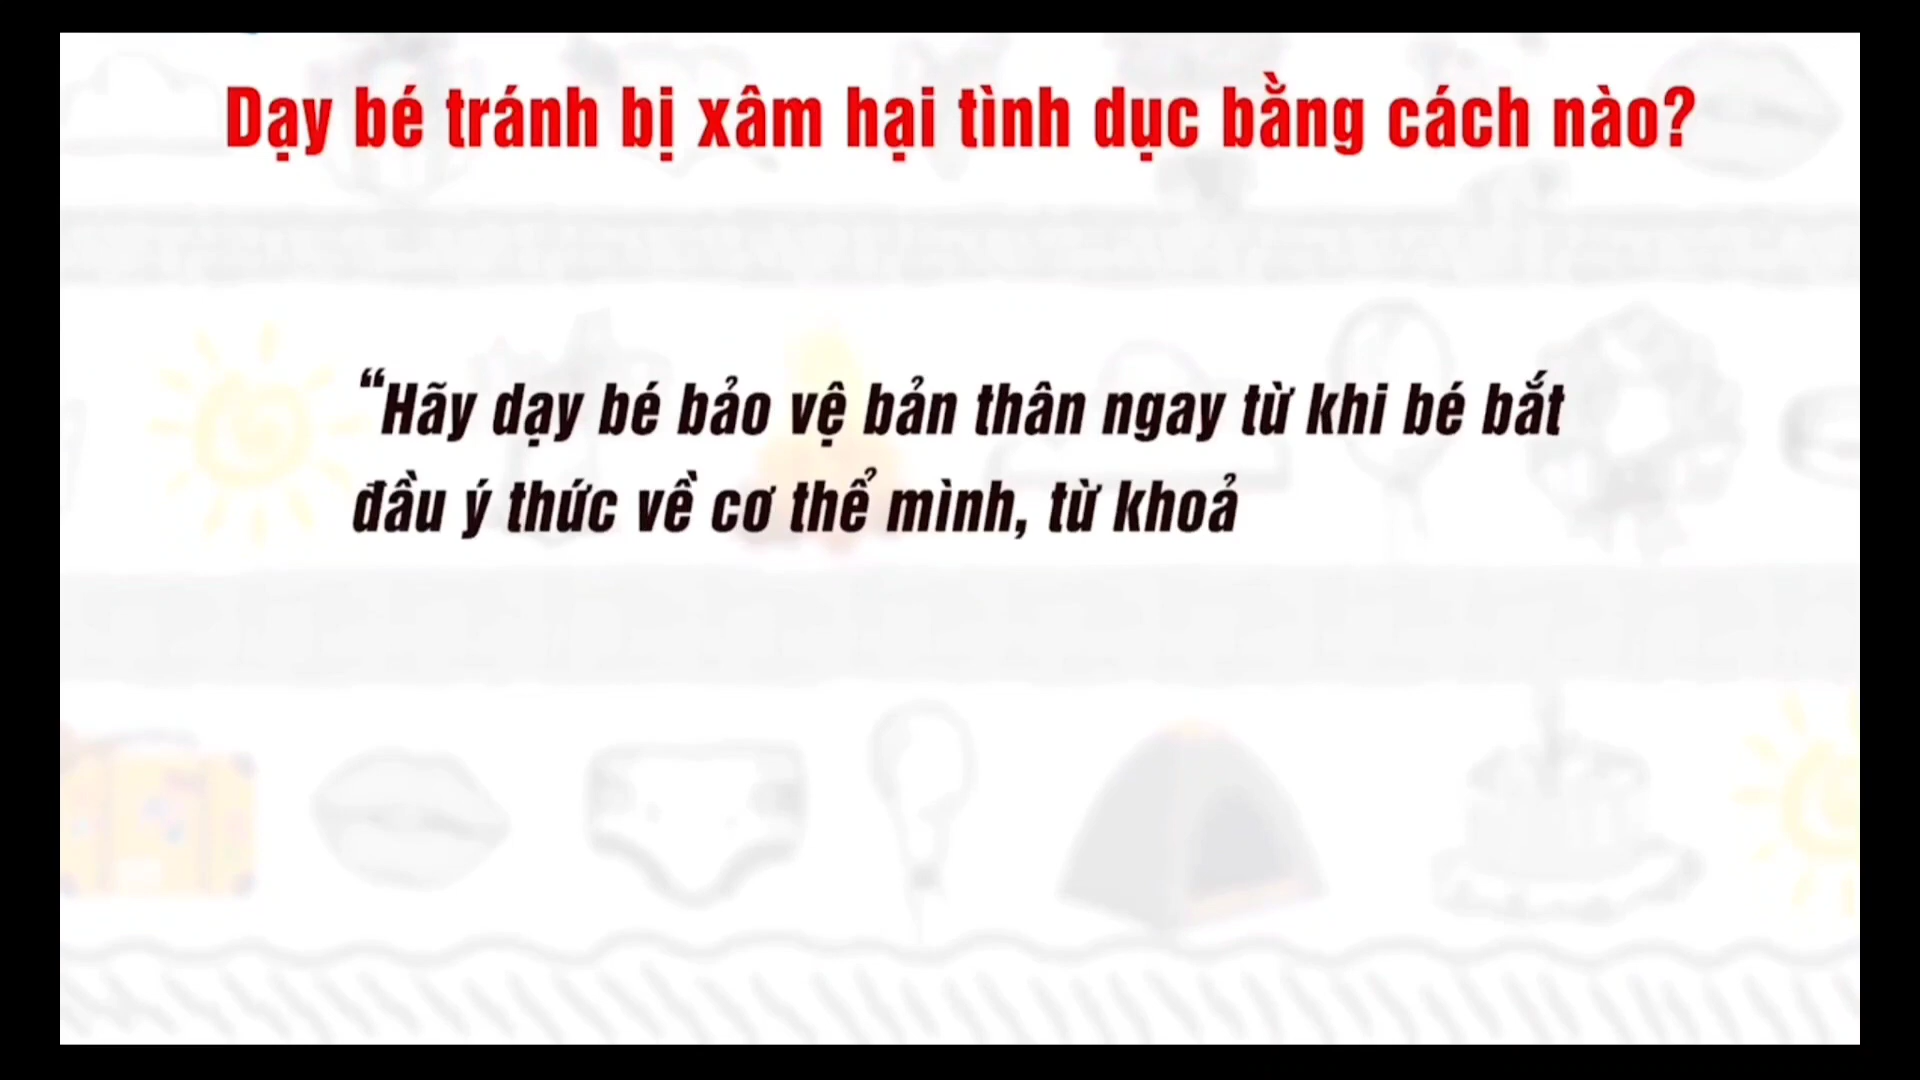 Dạy bé tránh bị xâm hại tình dục bằng cách nào?
“Hãy dạy bé bảo vệ bản thân ngay từ khi bé bắt
đầu ý thức về cơ thể mình, từ khoả